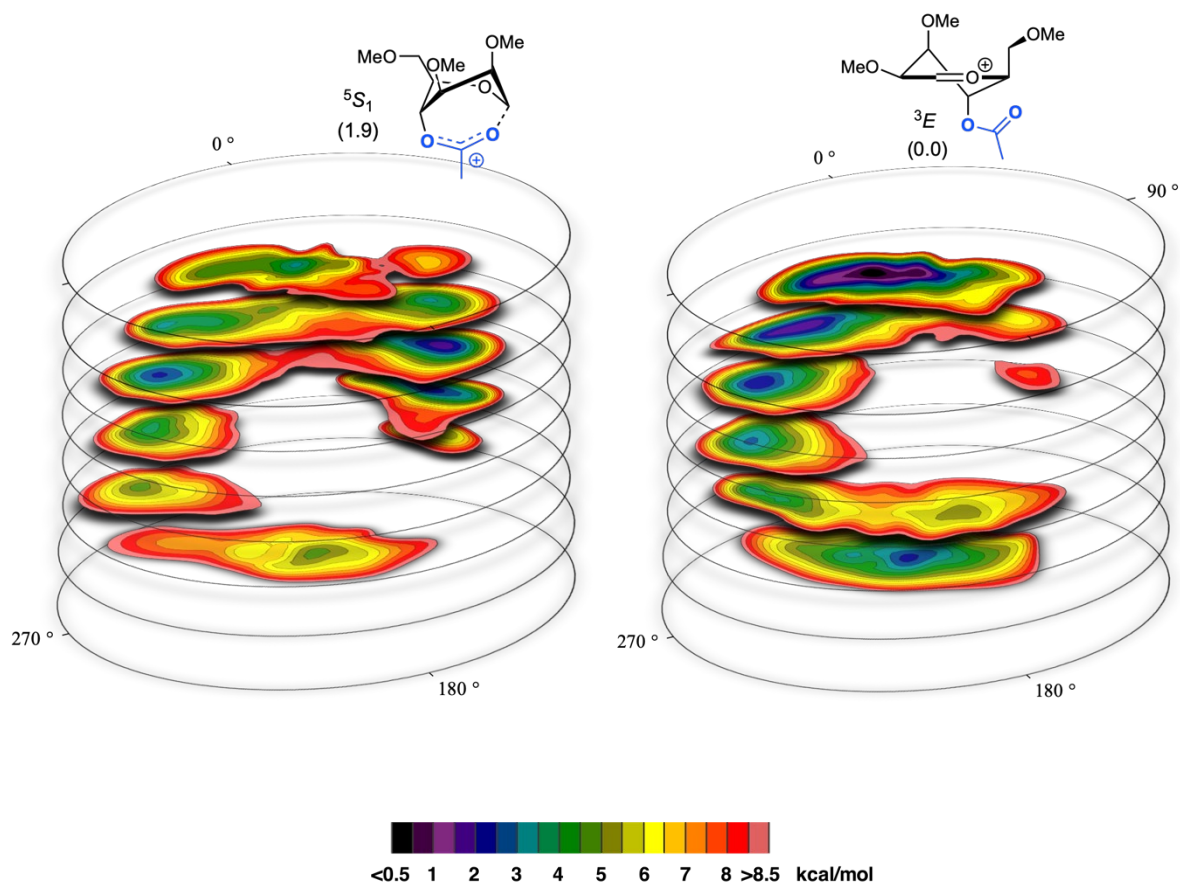 OMe
MeO
OMe
O
⁵S₁
(1.9)
O
O
⊕
0 °
270 °
180 °
OMe
OMe
MeO
⊕
O
³E
(0.0)
O
O
0 °
90 °
270 °
180 °
<0.5 1 2 3 4 5 6 7 8 >8.5 kcal/mol